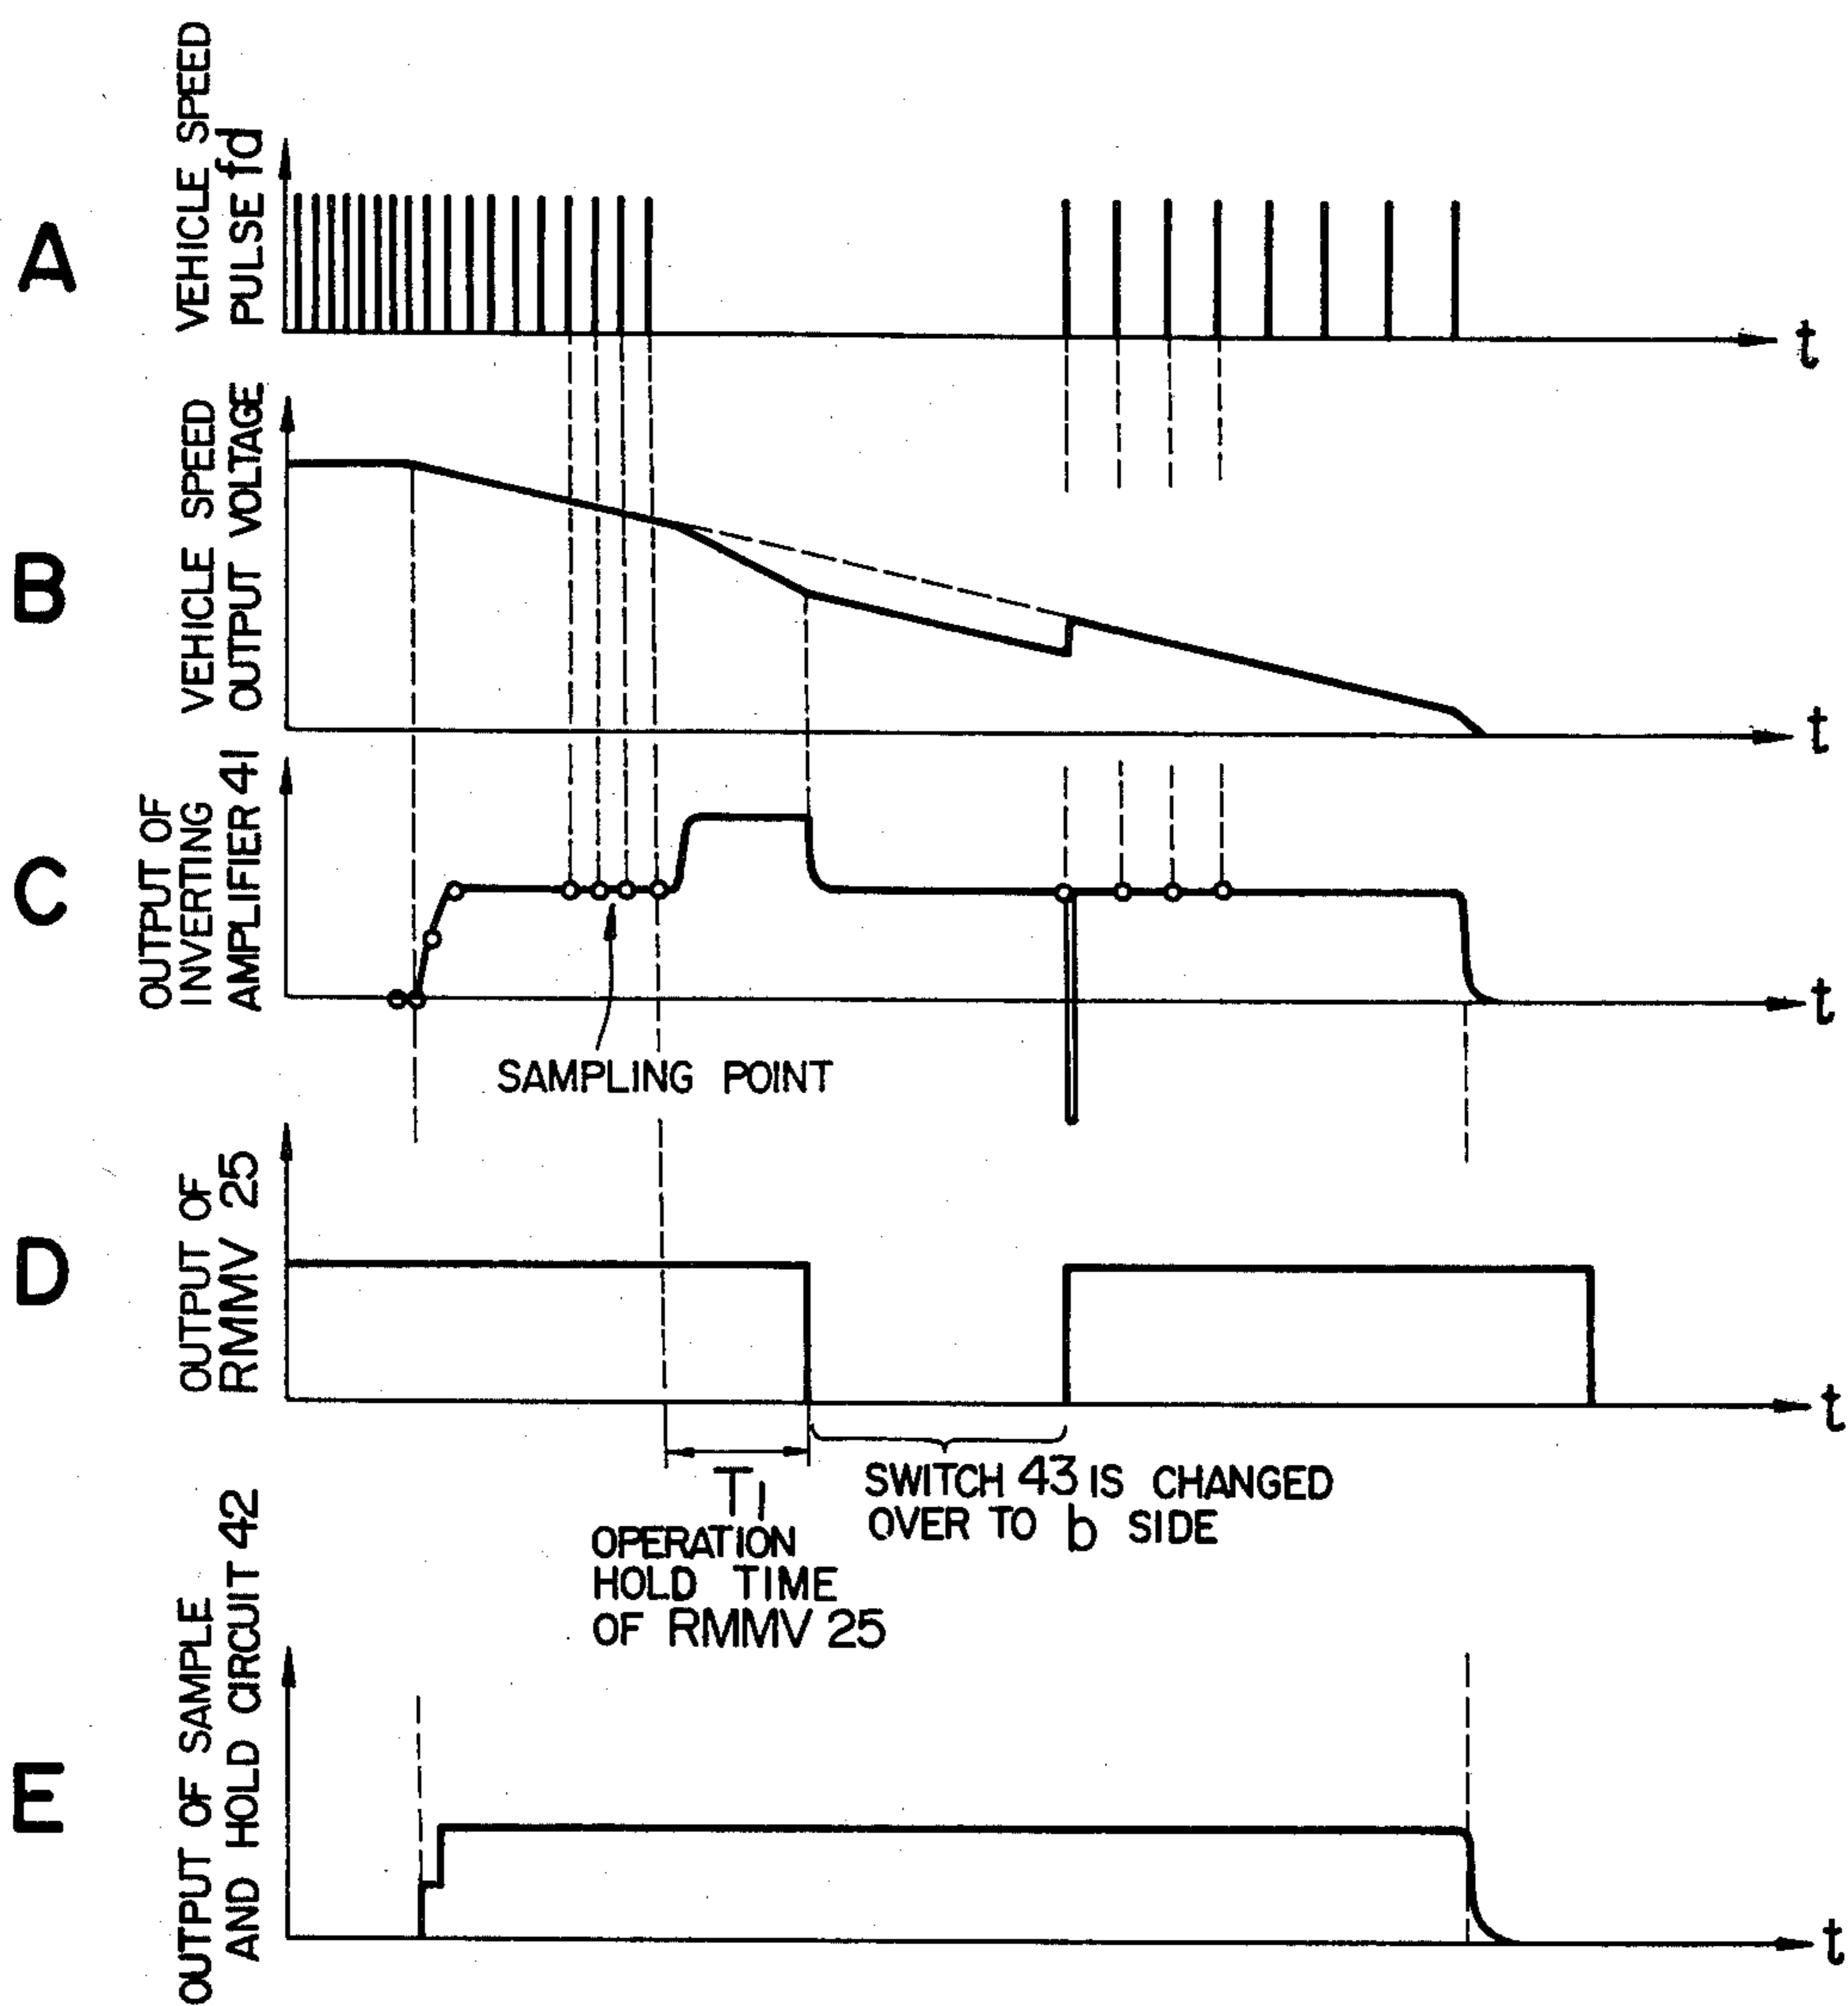 A
VEHICLE SPEED
PULSE fd
t
B
VEHICLE SPEED
OUTPUT VOLTAGE
t
C
OUTPUT OF
INVERTING
AMPLIFIER 41
t
SAMPLING POINT
D
OUTPUT OF
RMMV 25
t
T1
OPERATION
HOLD TIME
OF RMMV 25
SWITCH 43 IS CHANGED
OVER TO b SIDE
E
OUTPUT OF SAMPLE
AND HOLD CIRCUIT 42
t